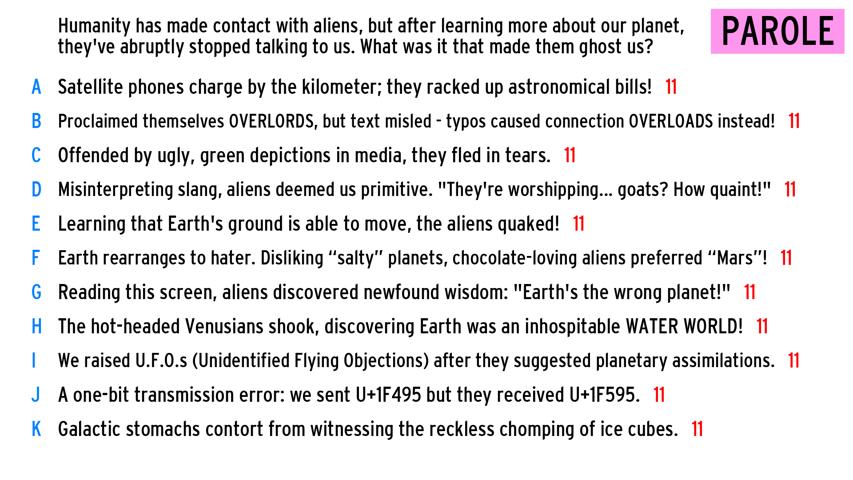 Humanity has made contact with aliens, but after learning more about our planet,
they've abruptly stopped talking to us. What was it that made them ghost us?
PAROLE
A Satellite phones charge by the kilometer; they racked up astronomical bills! 11
B Proclaimed themselves OVERLORDS, but text misled - typos caused connection OVERLOADS instead! 11
C Offended by ugly, green depictions in media, they fled in tears. 11
D Misinterpreting slang, aliens deemed us primitive. "They're worshipping... goats? How quaint!" 11
E Learning that Earth's ground is able to move, the aliens quaked! 11
F Earth rearranges to hater. Disliking “salty” planets, chocolate-loving aliens preferred “Mars”! 11
G Reading this screen, aliens discovered newfound wisdom: "Earth's the wrong planet!" 11
H The hot-headed Venusians shook, discovering Earth was an inhospitable WATER WORLD! 11
I We raised U.F.O.s (Unidentified Flying Objections) after they suggested planetary assimilations. 11
J A one-bit transmission error: we sent U+1F495 but they received U+1F595. 11
K Galactic stomachs contort from witnessing the reckless chomping of ice cubes. 11